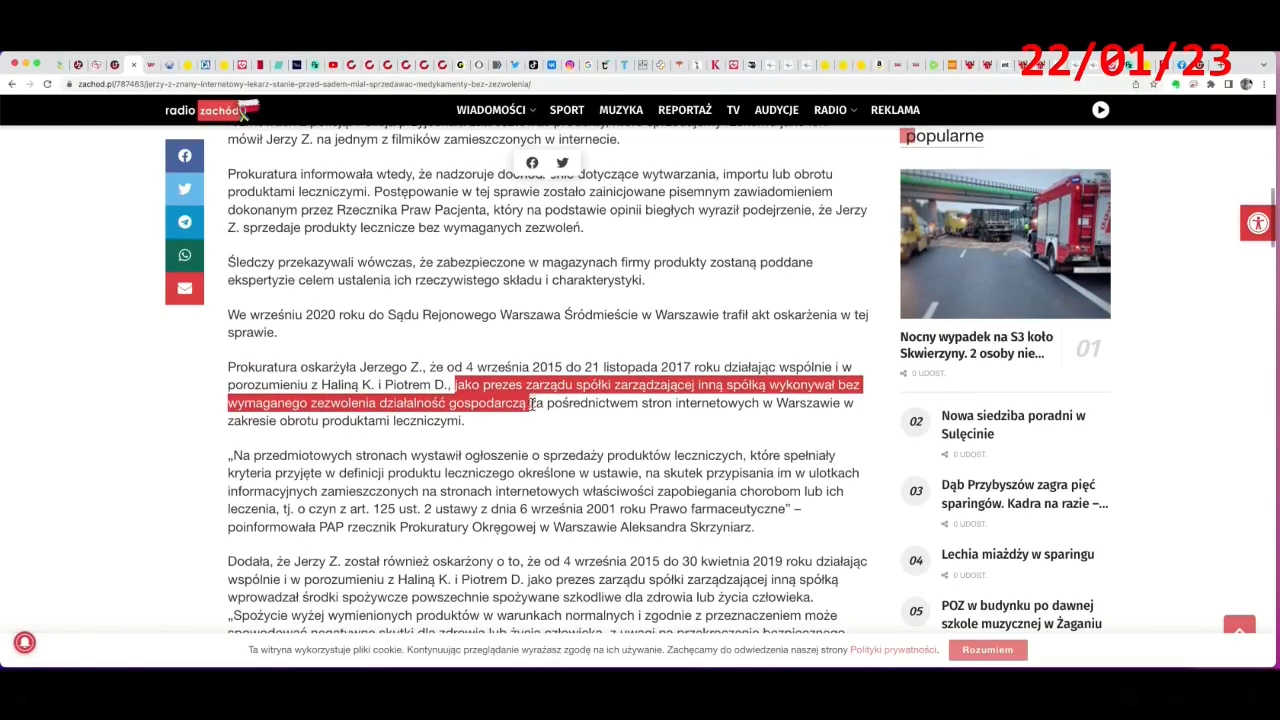 22/01/23
zachod.pl/787463/jerzy-z-znany-internetowy-lekarz-stanie-przed-sadem-mial-sprzedawac-medykamenty-bez-zezwolenia/
radio zachód
WIADOMOŚCI SPORT MUZYKA REPORTAŻ TV AUDYCJE RADIO REKLAMA
mówił Jerzy Z. na jednym z filmików zamieszczonych w internecie.
Prokuratura informowała wtedy, że nadzoruje dotyczące wytwarzania, importu lub obrotu
produktami leczniczymi. Postępowanie w tej sprawie zostało zainicjowane pisemnym zawiadomieniem
dokonanym przez Rzecznika Praw Pacjenta, który na podstawie opinii biegłych wyraził podejrzenie, że Jerzy
Z. sprzedaje produkty lecznicze bez wymaganych zezwoleń.
Śledczy przekazywali wówczas, że zabezpieczone w magazynach firmy produkty zostaną poddane
ekspertyzie celem ustalenia ich rzeczywistego składu i charakterystyki.
We wrześniu 2020 roku do Sądu Rejonowego Warszawa Śródmieście w Warszawie trafił akt oskarżenia w tej
sprawie.
Prokuratura oskarżyła Jerzego Z., że od 4 września 2015 do 21 listopada 2017 roku działając wspólnie i w
porozumieniu z Haliną K. i Piotrem D., jako prezes zarządu spółki zarządzającej inną spółką wykonywał bez
wymaganego zezwolenia działalność gospodarczą za pośrednictwem stron internetowych w Warszawie w
zakresie obrotu produktami leczniczymi.
„Na przedmiotowych stronach wystawił ogłoszenie o sprzedaży produktów leczniczych, które spełniały
kryteria przyjęte w definicji produktu leczniczego określone w ustawie, na skutek przypisania im w ulotkach
informacyjnych zamieszczonych na stronach internetowych właściwości zapobiegania chorobom lub ich
leczenia, tj. o czyn z art. 125 ust. 2 ustawy z dnia 6 września 2001 roku Prawo farmaceutyczne” –
poinformowała PAP rzecznik Prokuratury Okręgowej w Warszawie Aleksandra Skrzyniarz.
Dodała, że Jerzy Z. został również oskarżony o to, że od 4 września 2015 do 30 kwietnia 2019 roku działając
wspólnie i w porozumieniu z Haliną K. i Piotrem D. jako prezes zarządu spółki zarządzającej inną spółką
wprowadzał środki spożywcze powszechnie spożywane szkodliwe dla zdrowia lub życia człowieka.
„Spożycie wyżej wymienionych produktów w warunkach normalnych i zgodnie z przeznaczeniem może
spowodować negatywne skutki dla zdrowia lub życia człowieka, z uwagi na przekroczenie bezpiecznego
popularne
Nocny wypadek na S3 koło
Skwierzyny. 2 osoby nie...
01
0 UDOST.
02
Nowa siedziba poradni w
Sulęcinie
0 UDOST.
03
Dąb Przybyszów zagra pięć
sparingów. Kadra na razie –...
0 UDOST.
04
Lechia miażdży w sparingu
0 UDOST.
05
POZ w budynku po dawnej
szkole muzycznej w Żaganiu
Ta witryna wykorzystuje pliki cookie. Kontynuując przeglądanie wyrażasz zgodę na ich używanie. Zachęcamy do odwiedzenia naszej strony Polityki prywatności. Rozumiem